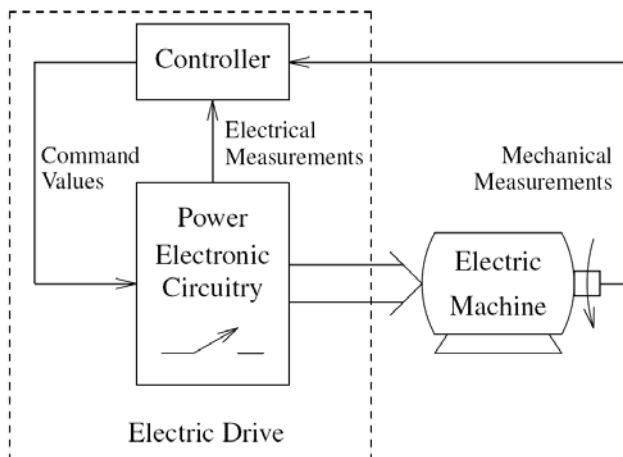 Controller
Electrical
Measurements
Command
Values
Mechanical
Measurements
Power
Electronic
Circuitry
Electric
Machine
Electric Drive